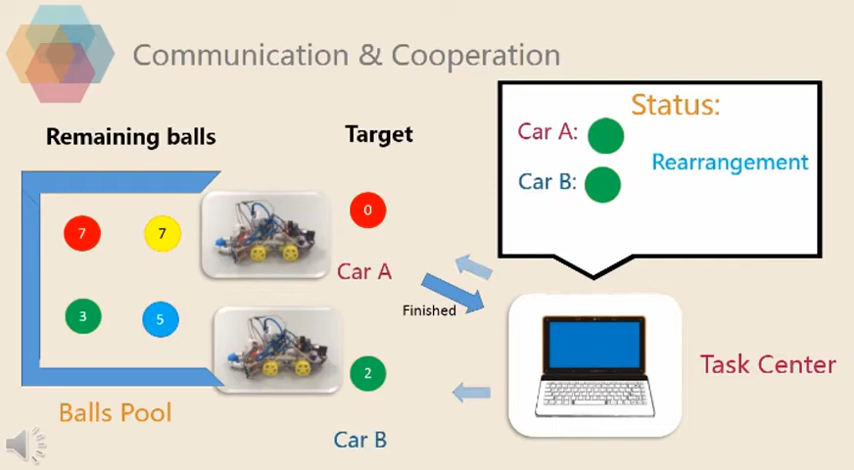 Communication & Cooperation
Remaining balls
Target
Status:
Car A:
Rearrangement
Car B:
7
7
0
Car A
Finished
3
5
2
Task Center
Balls Pool
Car B